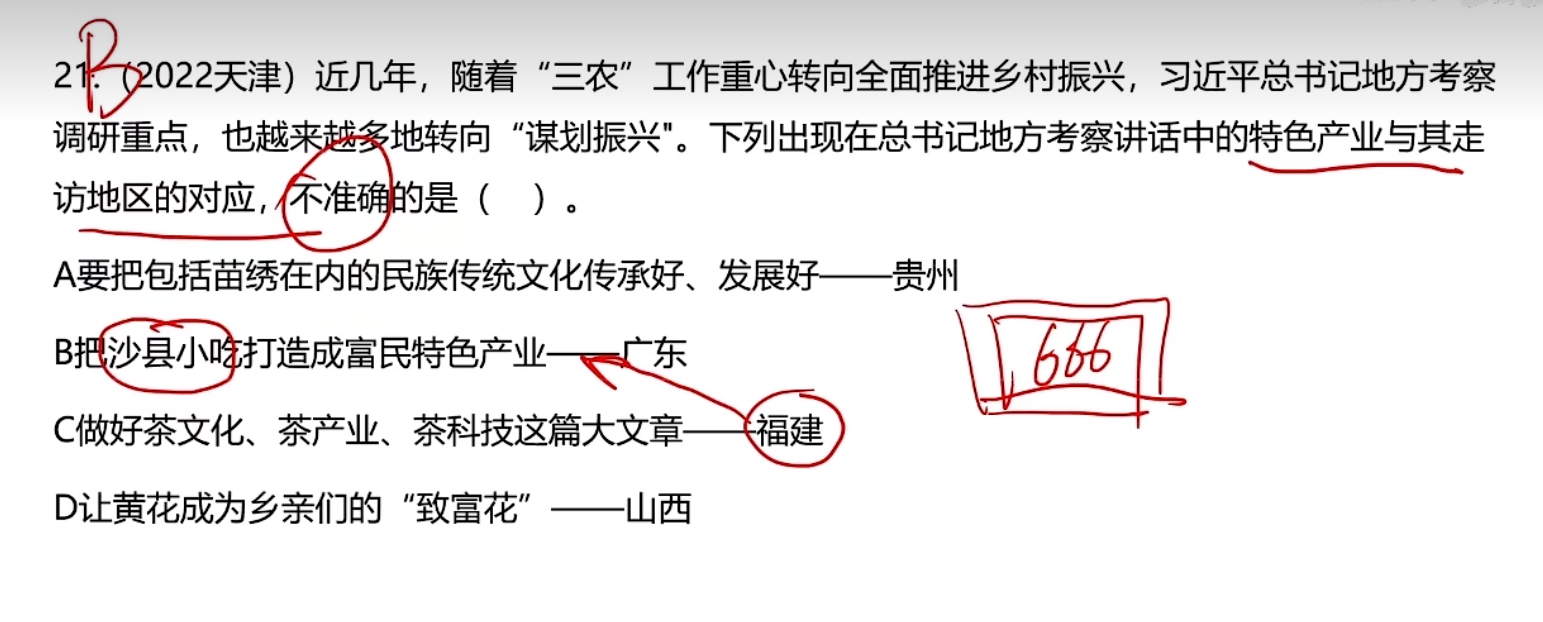 B
21.（2022天津）近几年，随着“三农”工作重心转向全面推进乡村振兴，习近平总书记地方考察
调研重点，也越来越多地转向“谋划振兴"。下列出现在总书记地方考察讲话中的特色产业与其走
访地区的对应，不准确的是（　）。
A要把包括苗绣在内的民族传统文化传承好、发展好——贵州
B把沙县小吃打造成富民特色产业——广东
666
C做好茶文化、茶产业、茶科技这篇大文章——福建
D让黄花成为乡亲们的“致富花”——山西